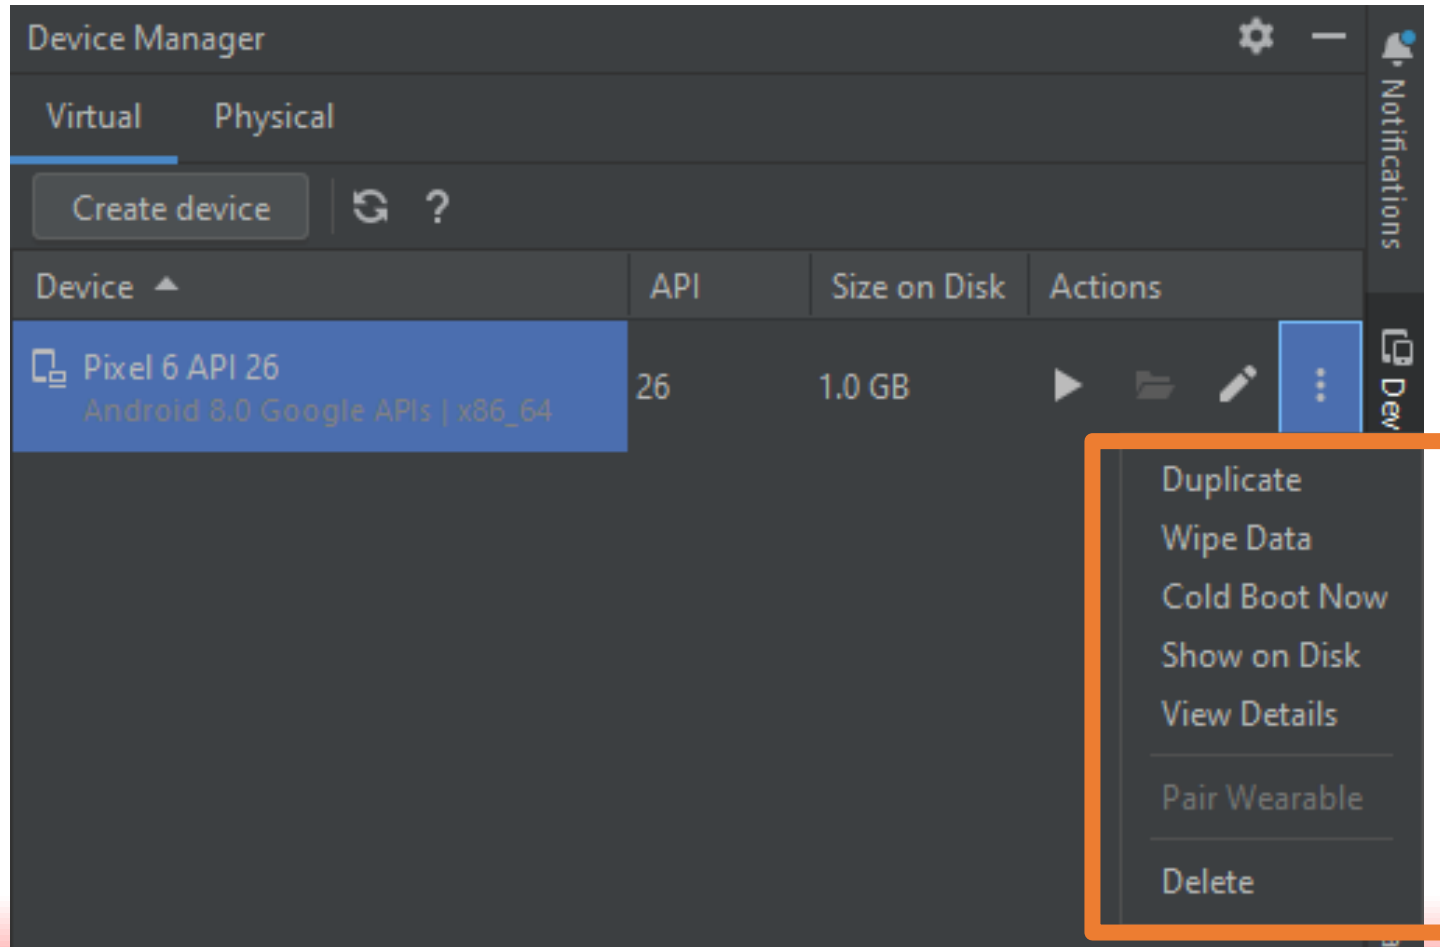 Device Manager
Virtual Physical
Create device ?
Device API Size on Disk Actions
Pixel 6 API 26
Android 8.0 Google APIs | x86_64
26 1.0 GB
Duplicate
Wipe Data
Cold Boot Now
Show on Disk
View Details
Pair Wearable
Delete
Notifications
Dev